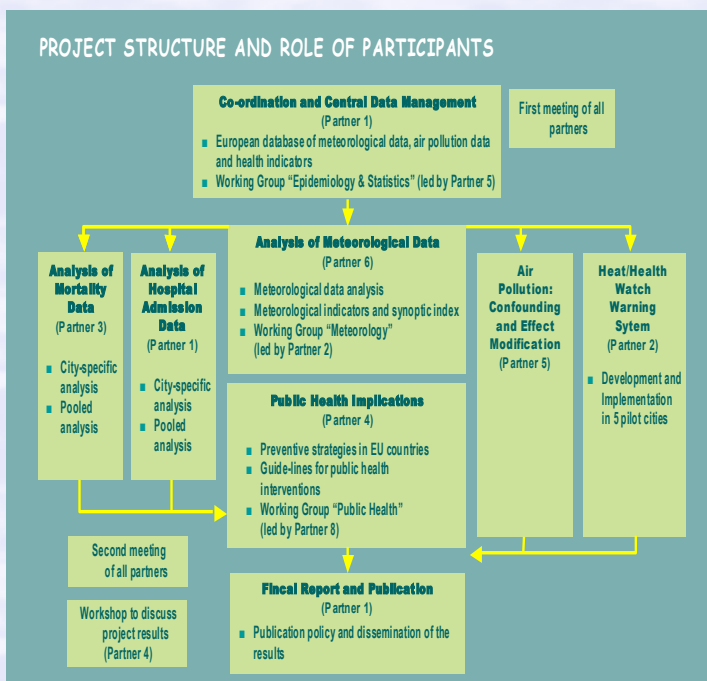 PROJECT STRUCTURE AND ROLE OF PARTICIPANTS
Co-ordination and Central Data Management
(Partner 1)
■ European database of meteorological data, air pollution data
and health indicators
■ Working Group “Epidemiology & Statistics” (led by Partner 5)
First meeting of all
partners
Analysis of
Mortality
Data
(Partner 3)
■ City-specific
analysis
■ Pooled
analysis
Analysis of
Hospital
Admission
Data
(Partner 1)
■ City-specific
analysis
■ Pooled
analysis
Analysis of Meteorological Data
(Partner 6)
■ Meteorological data analysis
■ Meteorological indicators and synoptic index
■ Working Group “Meteorology”
(led by Partner 2)
Air
Pollution:
Confounding
and Effect
Modification
(Partner 5)
Heat/Health
Watch
Warning
Sytem
(Partner 2)
■ Development and
Implementation
in 5 pilot cities
Public Health Implications
(Partner 4)
■ Preventive strategies in EU countries
■ Guide-lines for public health
interventions
■ Working Group “Public Health”
(led by Partner 8)
Second meeting
of all partners
Workshop to discuss
project results
(Partner 4)
Fincal Report and Publication
(Partner 1)
■ Publication policy and dissemination of the
results